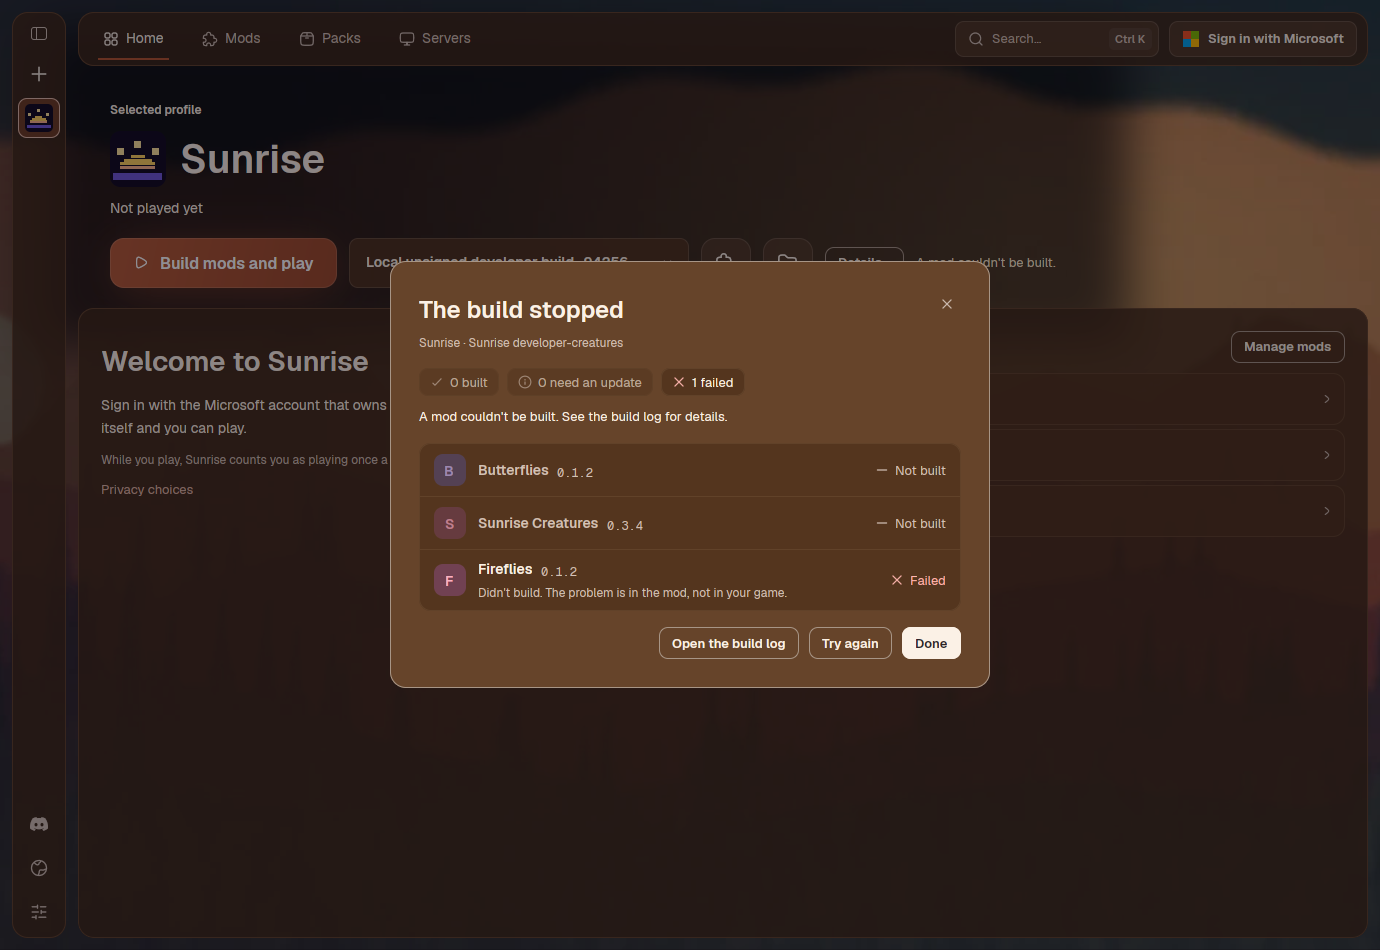 Home
Mods
Packs
Servers
Search...
Ctrl K
Sign in with Microsoft
Selected profile
Sunrise
Not played yet
Build mods and play
Details
A mod couldn't be built.
The build stopped
Sunrise · Sunrise developer-creatures
0 built
0 need an update
1 failed
A mod couldn't be built. See the build log for details.
B
Butterflies 0.1.2
Not built
S
Sunrise Creatures 0.3.4
Not built
F
Fireflies 0.1.2
Didn't build. The problem is in the mod, not in your game.
Failed
Open the build log
Try again
Done
Welcome to Sunrise
Sign in with the Microsoft account that owns
itself and you can play.
While you play, Sunrise counts you as playing once a
Privacy choices
Manage mods